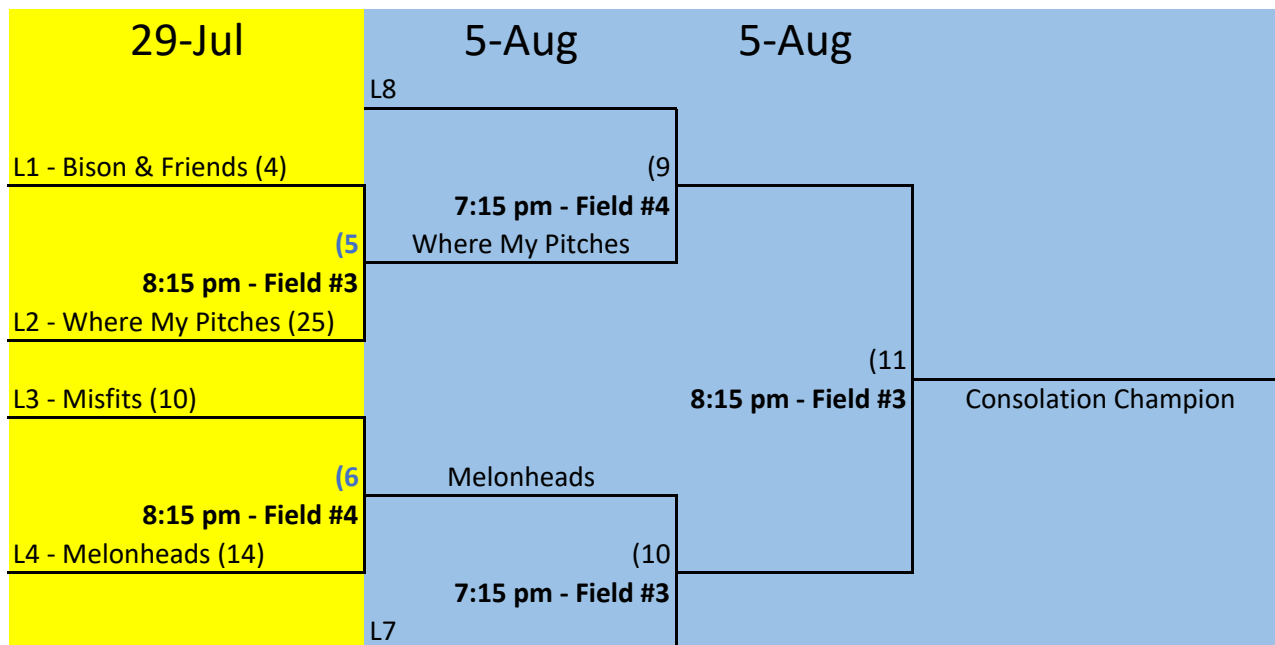 29-Jul
5-Aug
5-Aug
L8
L1 - Bison & Friends (4)
(9
7:15 pm - Field #4
(5
Where My Pitches
8:15 pm - Field #3
L2 - Where My Pitches (25)
(11
L3 - Misfits (10)
8:15 pm - Field #3
Consolation Champion
(6
Melonheads
8:15 pm - Field #4
L4 - Melonheads (14)
(10
7:15 pm - Field #3
L7